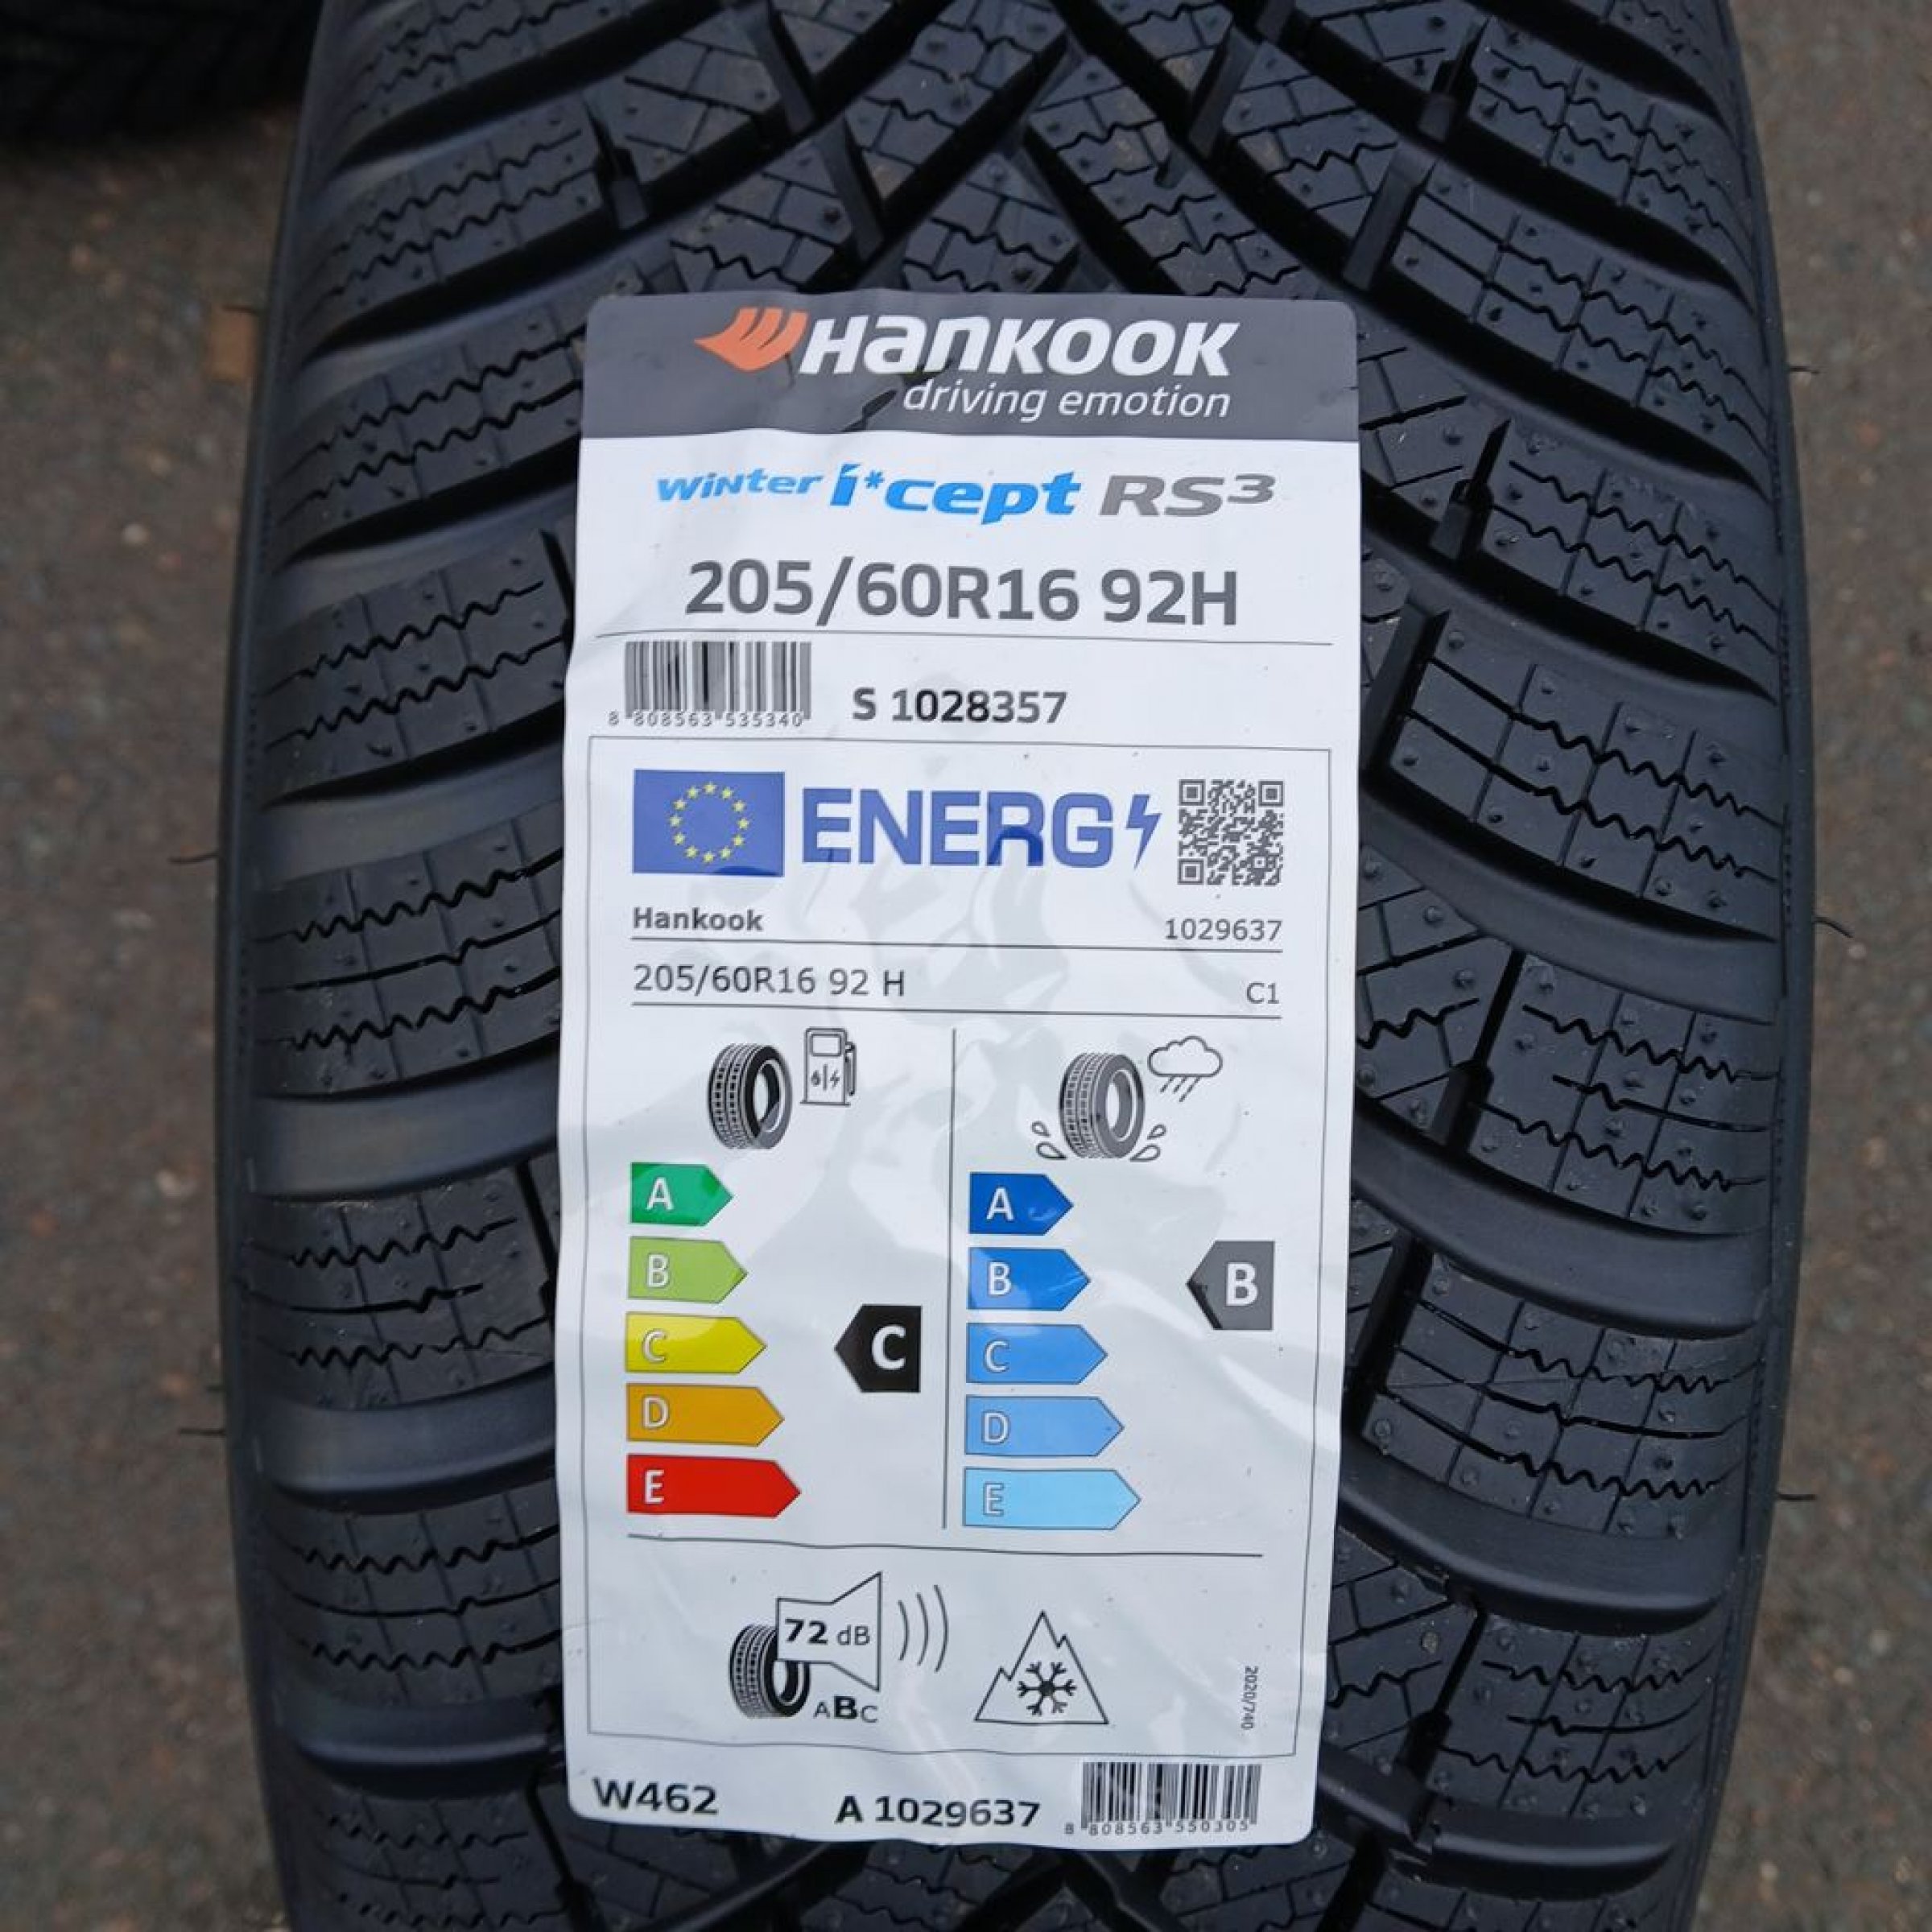 Hankook
driving emotion
winter i*cept RS3
205/60R16 92H
8 808563 535340
S 1028357
ENERG
Hankook 1029637
205/60R16 92 H C1
A A
B B B
C C C
D D
E E
72 dB
ABC
2020/740
W462 A 1029637
8 808563 550305